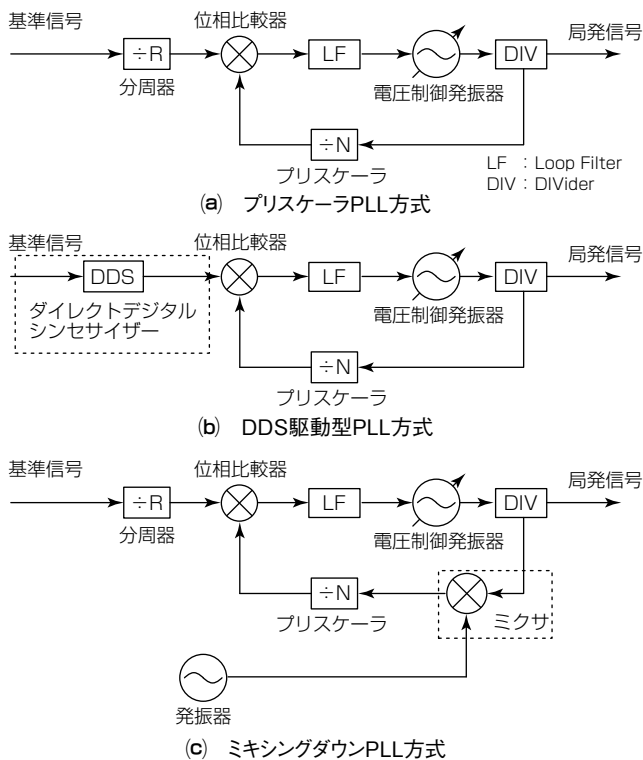 基準信号
位相比較器
局発信号
÷R
LF
DIV
分周器
電圧制御発振器
÷N
プリスケーラ
LF : Loop Filter
DIV : DIVider
(a) プリスケーラPLL方式
基準信号
位相比較器
局発信号
DDS
LF
DIV
ダイレクトデジタル
シンセサイザー
電圧制御発振器
÷N
プリスケーラ
(b) DDS駆動型PLL方式
基準信号
位相比較器
局発信号
÷R
LF
DIV
分周器
電圧制御発振器
÷N
プリスケーラ
ミクサ
発振器
(c) ミキシングダウンPLL方式